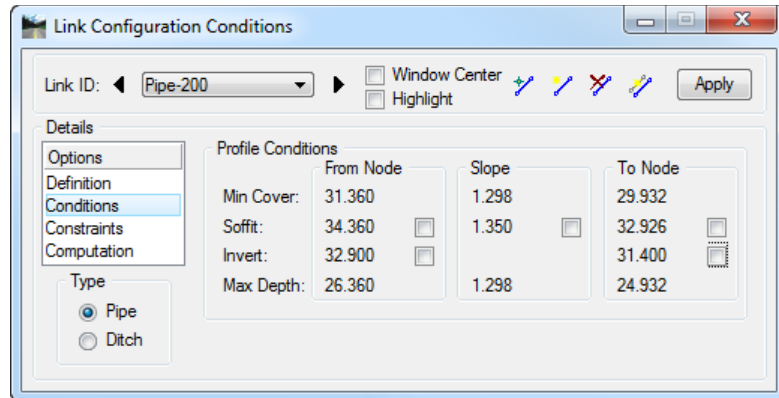 Link Configuration Conditions
Link ID: Pipe-200 Window Center Apply
Highlight
Details
Options
Definition
Conditions
Constraints
Computation
Type
Pipe
Ditch
Profile Conditions
From Node Slope To Node
Min Cover: 31.360 1.298 29.932
Soffit: 34.360 1.350 32.926
Invert: 32.900 31.400
Max Depth: 26.360 1.298 24.932